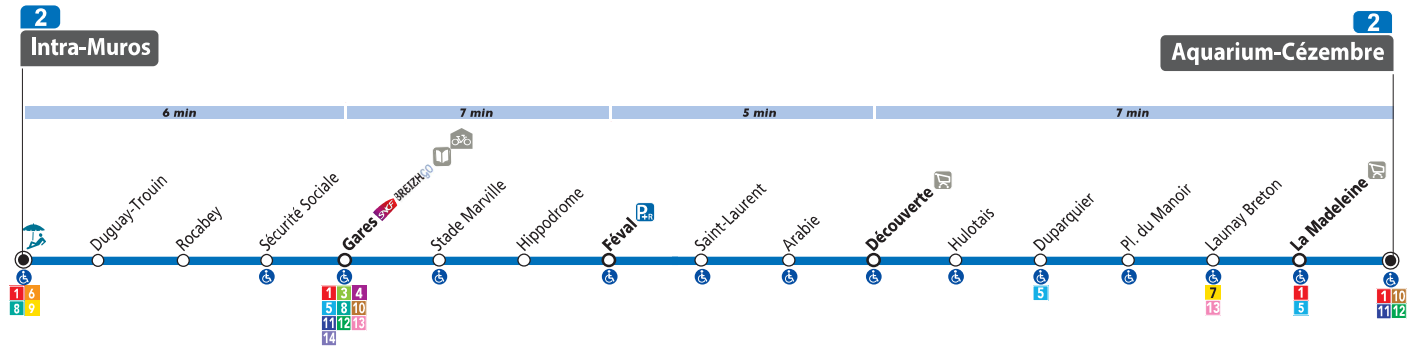 2
Intra-Muros
2
Aquarium-Cézembre
6 min
7 min
5 min
7 min
Duguay-Trouin
Rocabey
Sécurité Sociale
Gares SNCF BREIZHGO
Stade Marville
Hippodrome
Féval P+R
Saint-Laurent
Arabie
Découverte
Hulotais
Duparquier
Pl. du Manoir
Launay Breton
La Madeleine
1 6
8 9
1 3 4
5 8 10
11 12 13
14
5
7
13
1
5
1 10
11 12